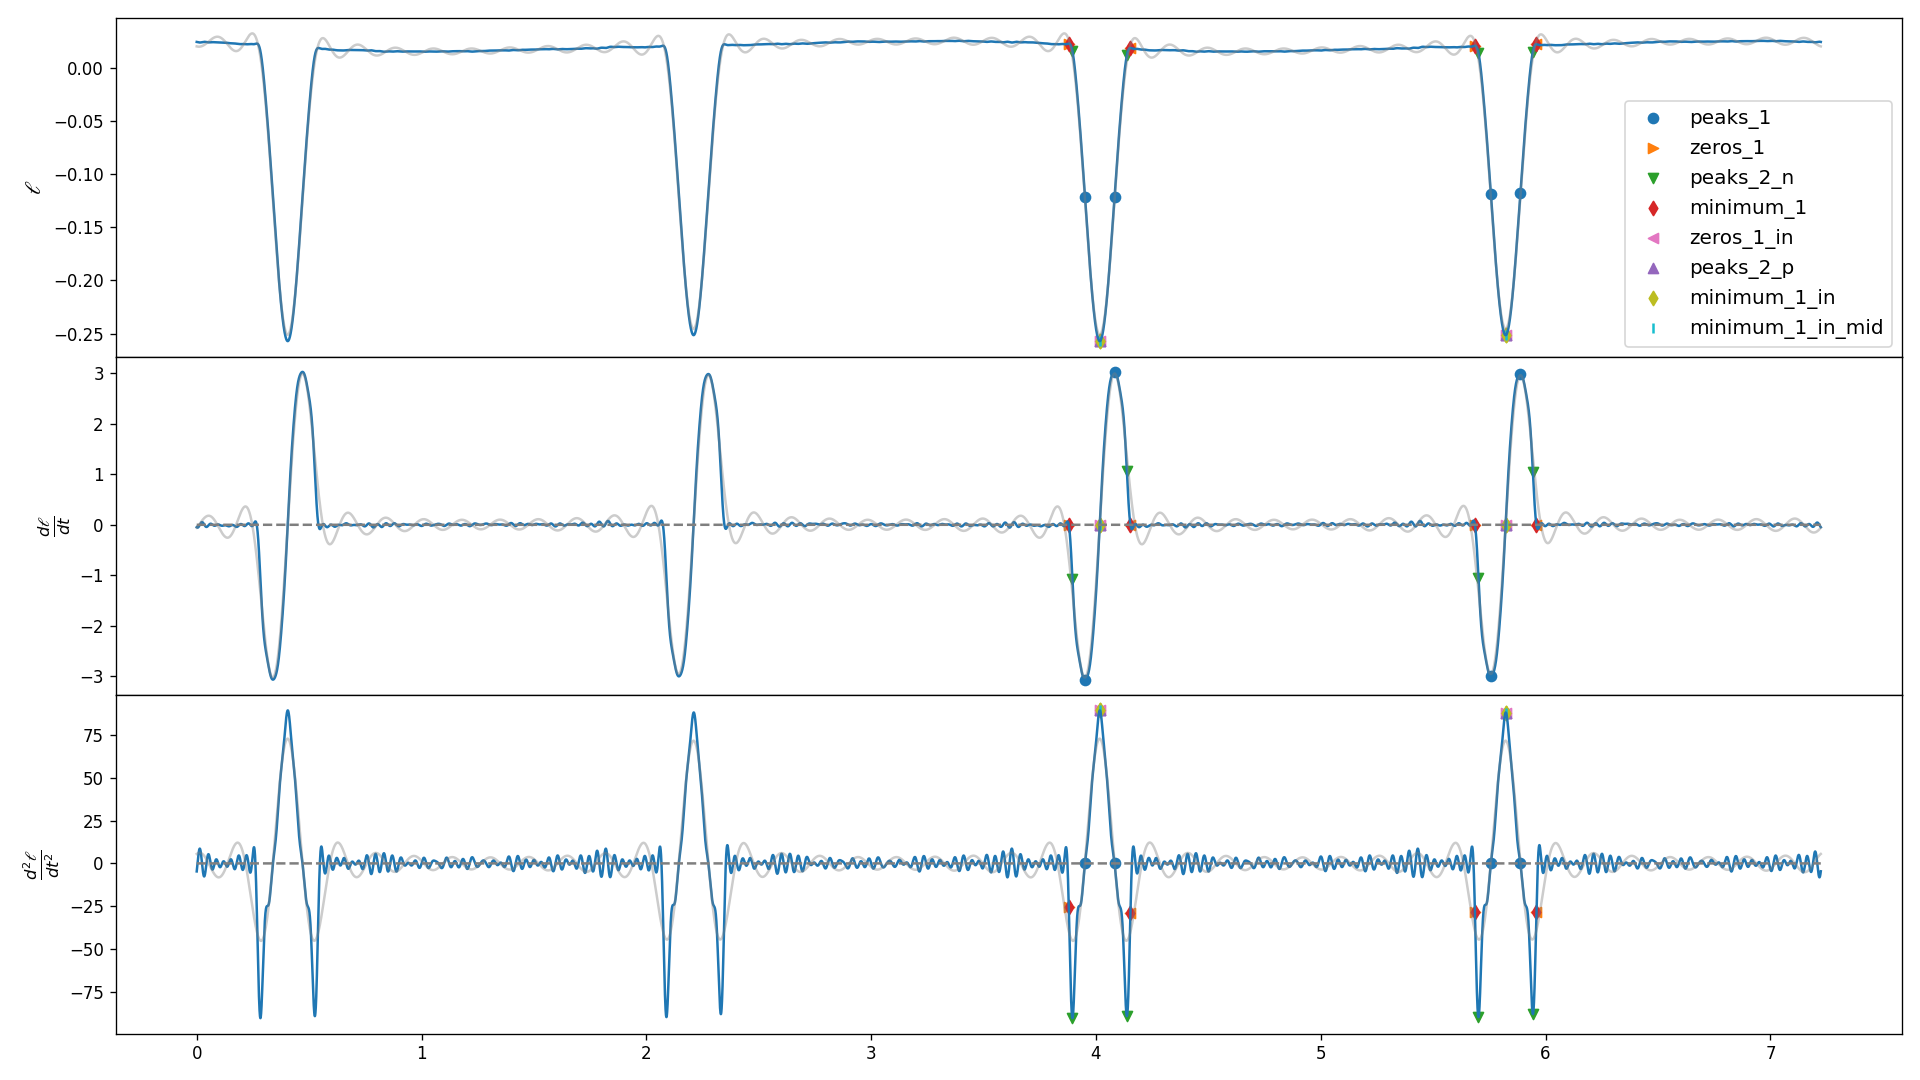 0.00
−0.05
−0.10
−0.15
−0.20
−0.25
ℓ
peaks_1
zeros_1
peaks_2_n
minimum_1
zeros_1_in
peaks_2_p
minimum_1_in
minimum_1_in_mid
3
2
1
0
−1
−2
−3
dℓ
dt
75
50
25
0
−25
−50
−75
d²ℓ
dt²
0 1 2 3 4 5 6 7